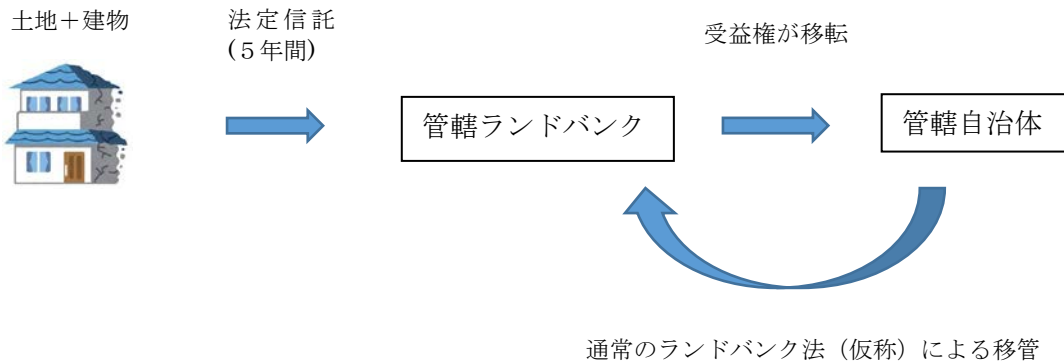 土地＋建物
法定信託
(５年間)
受益権が移転
管轄ランドバンク
管轄自治体
通常のランドバンク法（仮称）による移管